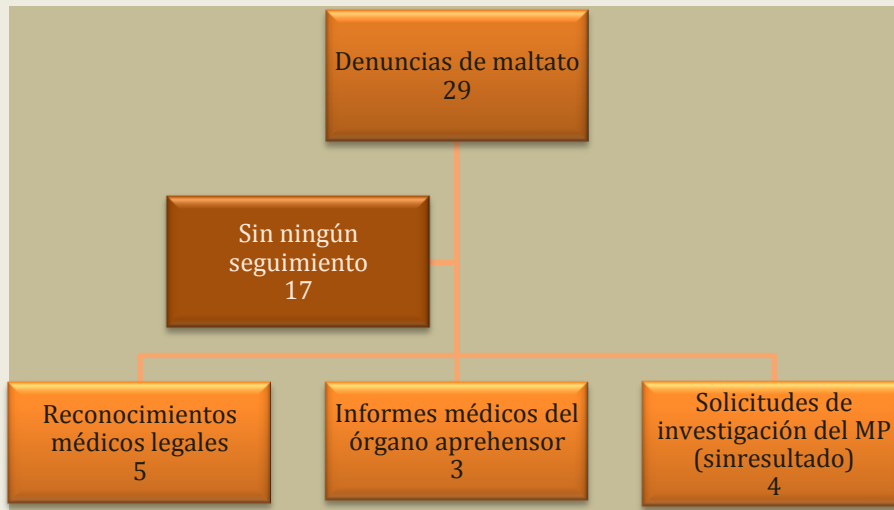 Denuncias de maltato
29
Sin ningún
seguimiento
17
Reconocimientos
médicos legales
5
Informes médicos del
órgano aprehensor
3
Solicitudes de
investigación del MP
(sinresultado)
4